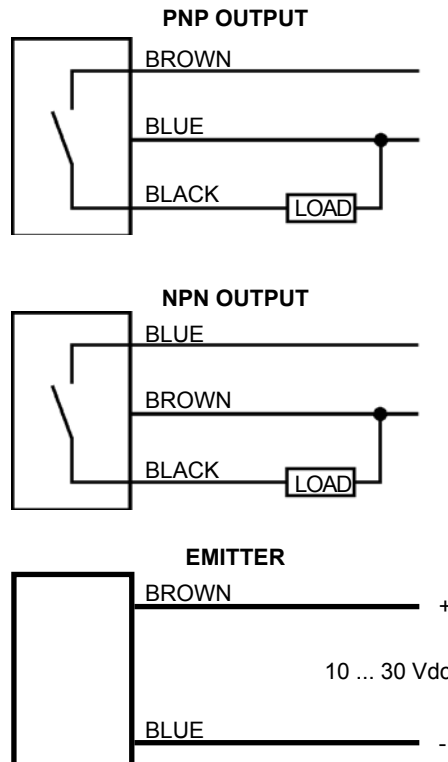 PNP OUTPUT
BROWN
BLUE
BLACK
LOAD
NPN OUTPUT
BLUE
BROWN
BLACK
LOAD
EMITTER
BROWN
+
10 ... 30 Vdc
BLUE
-